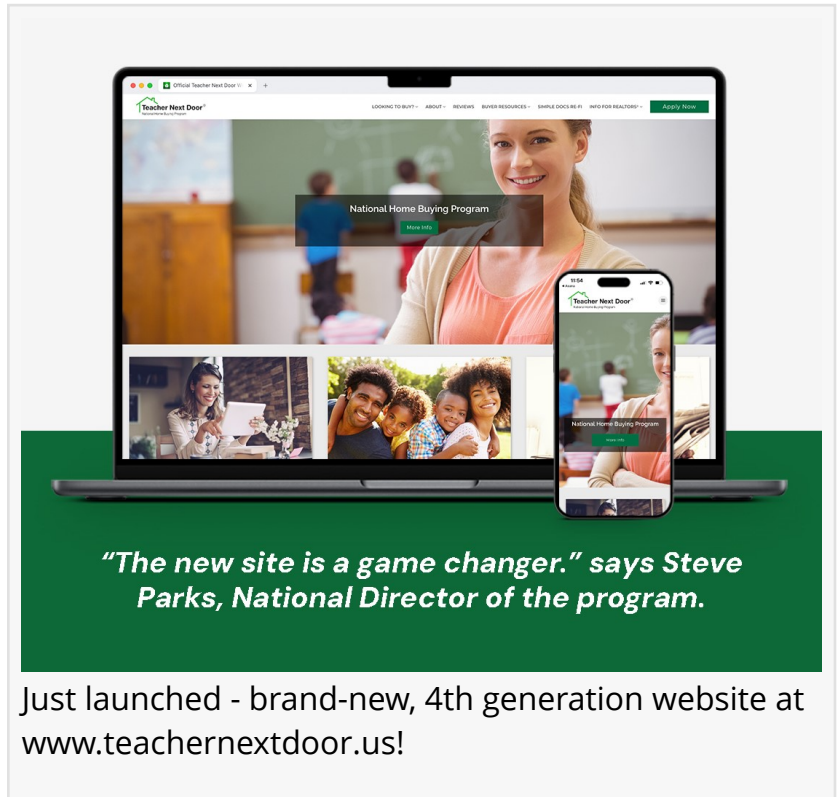 Official Teacher Next Door
Teacher Next Door®
National Home Buying Program
LOOKING TO BUY? ABOUT REVIEWS BUYER RESOURCES SIMPLE DOCS RE-FI INFO FOR REALTORS® Apply Now
National Home Buying Program
More Info
11:54
Teacher Next Door®
National Home Buying Program
National Home Buying Program
More Info
“The new site is a game changer.” says Steve
Parks, National Director of the program.
Just launched - brand-new, 4th generation website at
www.teachernextdoor.us!